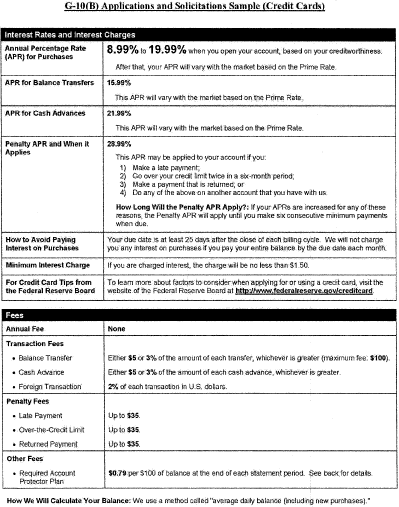 G-10(B) Applications and Solicitations Sample (Credit Cards)
Interest Rates and Interest Charges
Annual Percentage Rate (APR) for Purchases
8.99% to 19.99% when you open your account, based on your creditworthiness.
After that, your APR will vary with the market based on the Prime Rate.
APR for Balance Transfers
15.99%
This APR will vary with the market based on the Prime Rate.
APR for Cash Advances
21.99%
This APR will vary with the market based on the Prime Rate.
Penalty APR and When it Applies
28.99%
This APR may be applied to your account if you:
1) Make a late payment;
2) Go over your credit limit twice in a six-month period;
3) Make a payment that is returned; or
4) Do any of the above on another account that you have with us.
How Long Will the Penalty APR Apply?: If your APRs are increased for any of these
reasons, the Penalty APR will apply until you make six consecutive minimum payments
when due.
How to Avoid Paying Interest on Purchases
Your due date is at least 25 days after the close of each billing cycle. We will not charge
you any interest on purchases if you pay your entire balance by the due date each month.
Minimum Interest Charge
If you are charged interest, the charge will be no less than $1.50.
For Credit Card Tips from the Federal Reserve Board
To learn more about factors to consider when applying for or using a credit card, visit the
website of the Federal Reserve Board at http://www.federalreserve.gov/creditcard.
Fees
Annual Fee
None
Transaction Fees
• Balance Transfer
Either $5 or 3% of the amount of each transfer, whichever is greater (maximum fee: $100).
• Cash Advance
Either $5 or 3% of the amount of each cash advance, whichever is greater.
• Foreign Transaction
2% of each transaction in U.S. dollars.
Penalty Fees
• Late Payment
Up to $35.
• Over-the-Credit Limit
Up to $35.
• Returned Payment
Up to $35.
Other Fees
• Required Account Protector Plan
$0.79 per $100 of balance at the end of each statement period. See back for details.
How We Will Calculate Your Balance: We use a method called "average daily balance (including new purchases)."